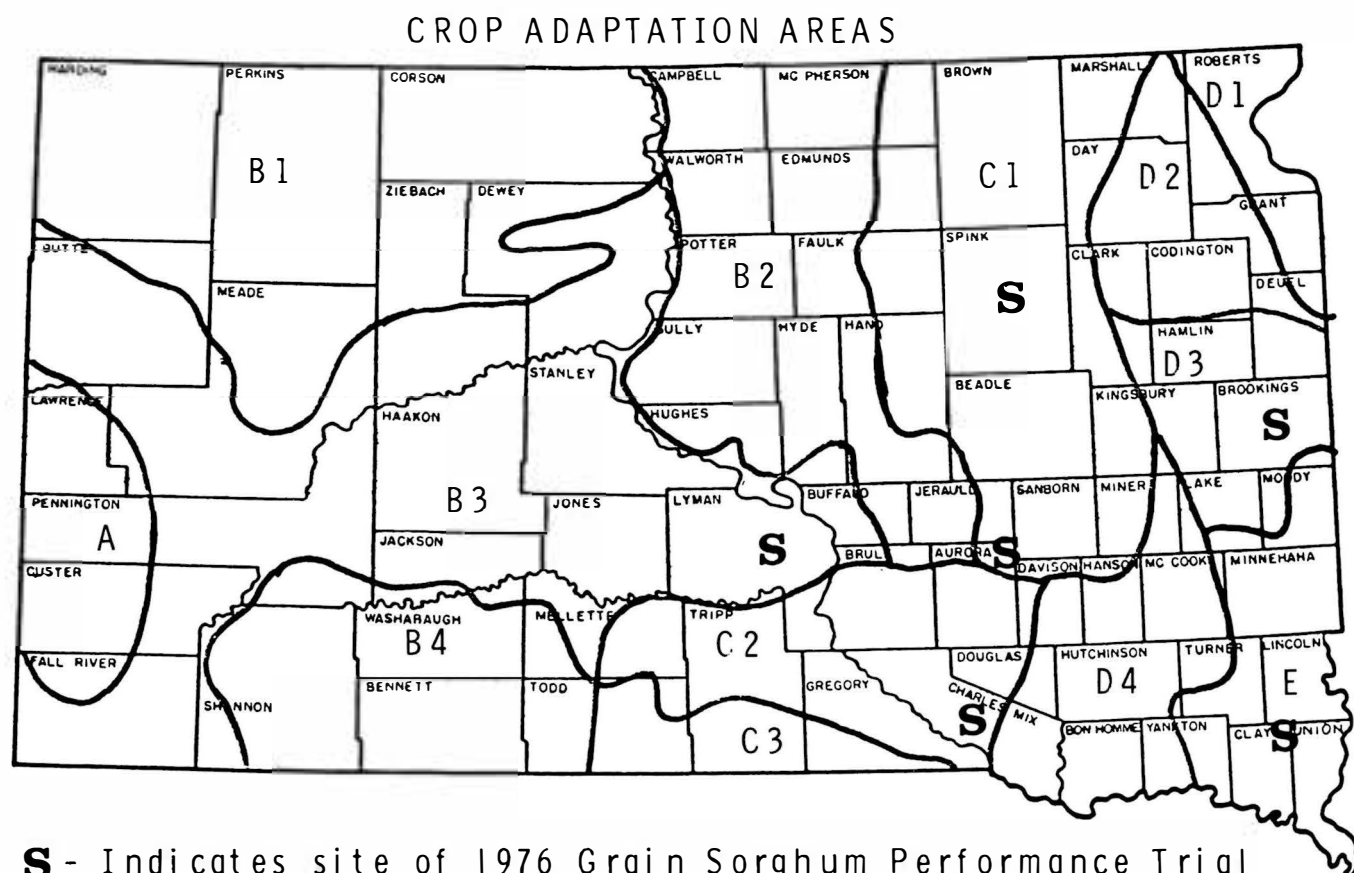 CROP ADAPTATION AREAS
HARDING
PERKINS
CORSON
CAMPBELL
MC PHERSON
BROWN
MARSHALL
ROBERTS
D1
B1
WALWORTH
EDMUNDS
C1
DAY
D2
ZIEBACH
DEWEY
GRANT
BUTTE
POTTER
B2
FAULK
SPINK
S
CLARK
CODINGTON
DEUEL
MEADE
SULLY
HYDE
HAND
HAMLIN
D3
STANLEY
BEADLE
KINGSBURY
BROOKINGS
S
LAWRENCE
HAAKON
HUGHES
PENNINGTON
A
B3
JONES
LYMAN
S
BUFFALO
JERAULD
SANBORN
MINER
LAKE
MOODY
JACKSON
BRUL
AURORA
S
DAVISON
HANSON
MC COOK
MINNEHAHA
CUSTER
WASHABAUGH
B4
MELLETTE
TRIPP
C2
FALL RIVER
SHANNON
BENNETT
TODD
GREGORY
DOUGLAS
HUTCHINSON
D4
TURNER
LINCOLN
E
CHARLES MIX
S
C3
BON HOMME
YANKTON
CLAY
S
UNION
S - Indicates site of 1976 Grain Sorghum Performance Trial